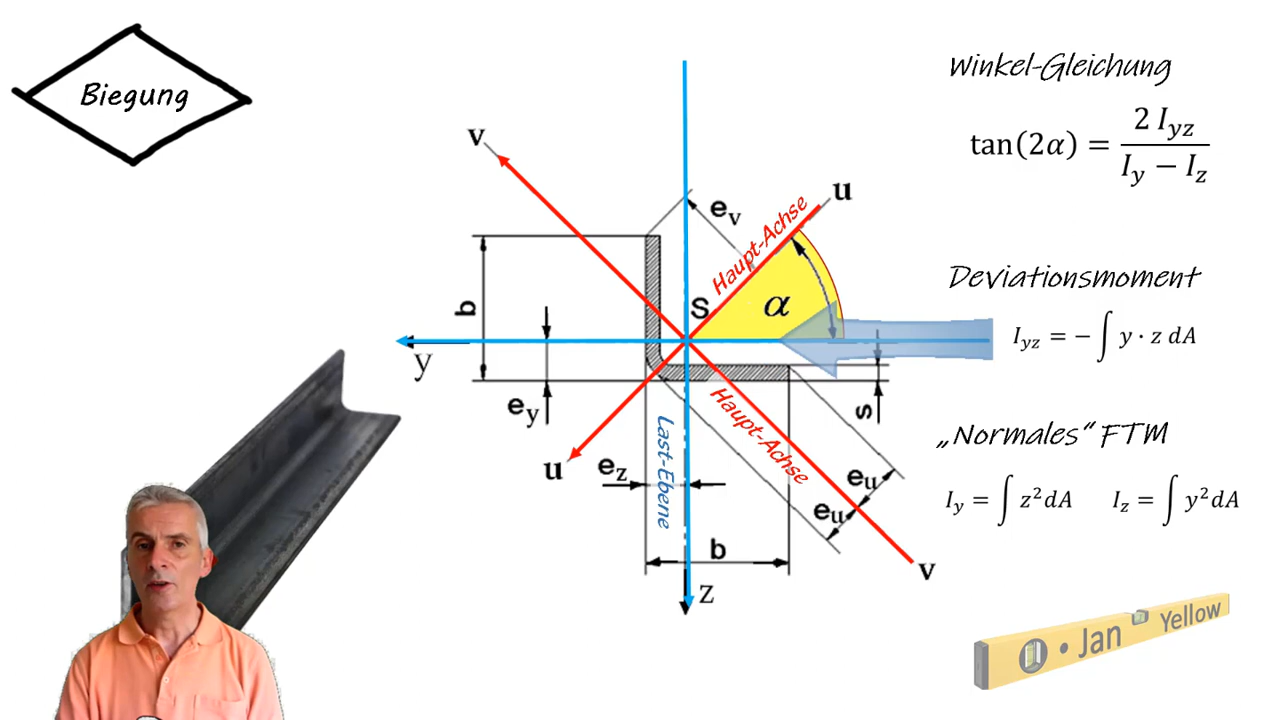 Biegung
Winkel-Gleichung
tan(2α) = 2 I_yz / (I_y − I_z)
Deviationsmoment
I_yz = − ∫ y · z dA
„Normales“ FTM
I_y = ∫ z² dA I_z = ∫ y² dA
v
u
e_v
Haupt-Achse
S
α
b
y
e_y
s
Haupt-Achse
u
e_z
Last-Ebene
e_u
e_u
b
v
z
• Jan Yellow